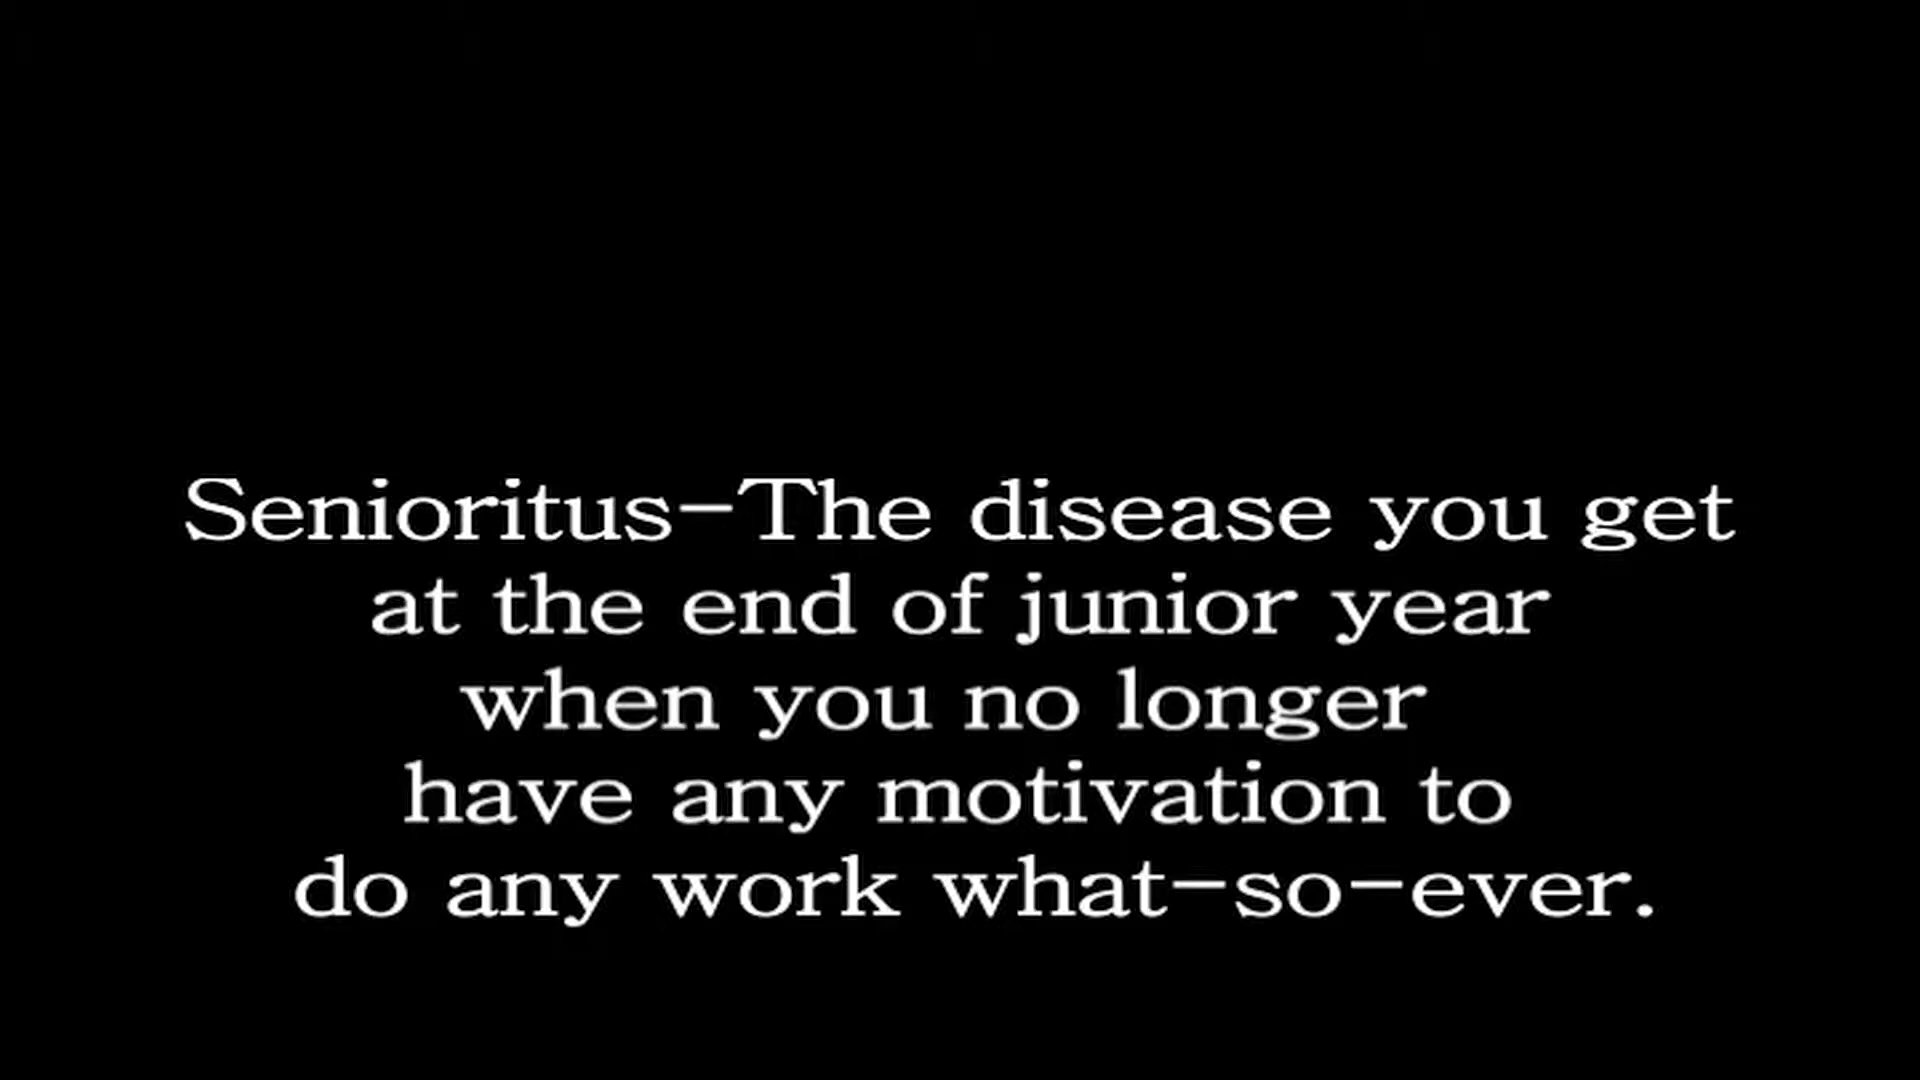 Senioritus-The disease you get
at the end of junior year
when you no longer
have any motivation to
do any work what-so-ever.